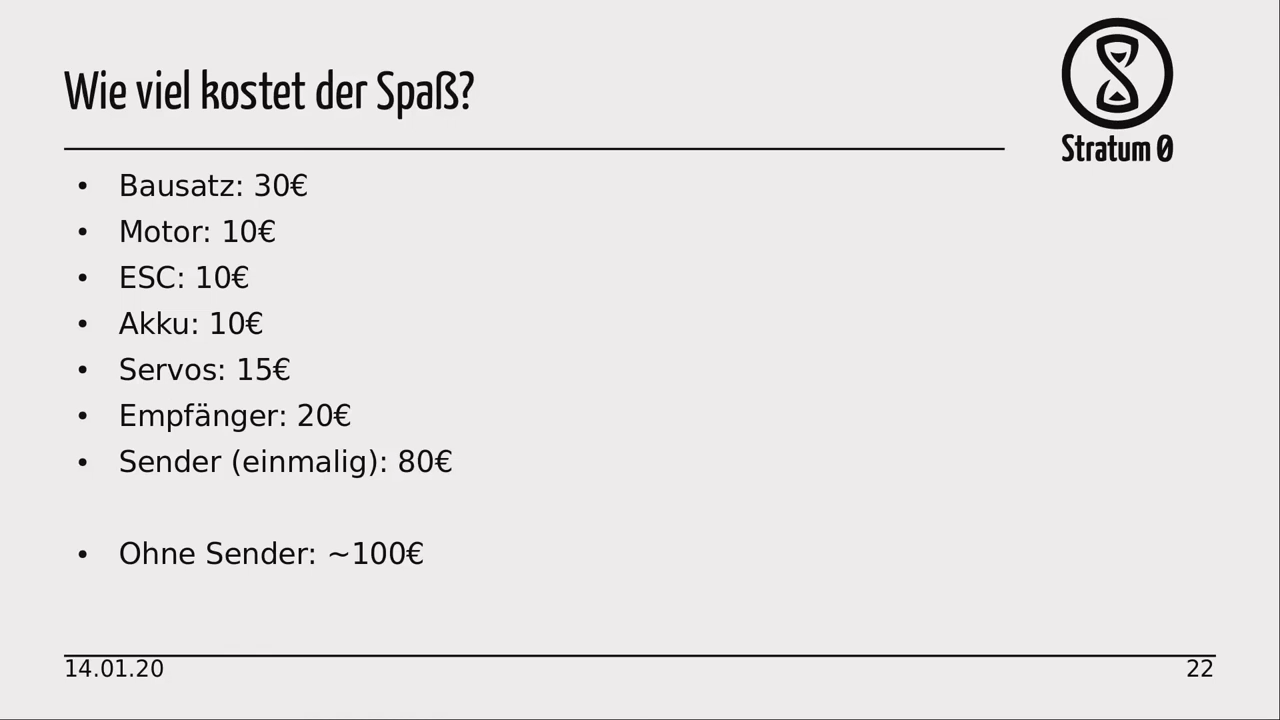 Wie viel kostet der Spaß?
Stratum 0
• Bausatz: 30€
• Motor: 10€
• ESC: 10€
• Akku: 10€
• Servos: 15€
• Empfänger: 20€
• Sender (einmalig): 80€
• Ohne Sender: ~100€
14.01.20
22